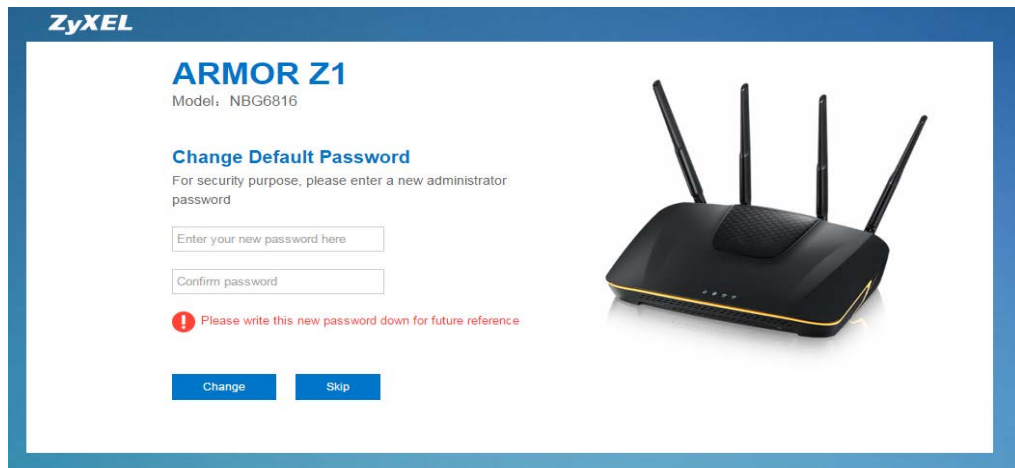 ZyXEL
ARMOR Z1
Model： NBG6816
Change Default Password
For security purpose, please enter a new administrator
password
Enter your new password here
Confirm password
! Please write this new password down for future reference
Change
Skip